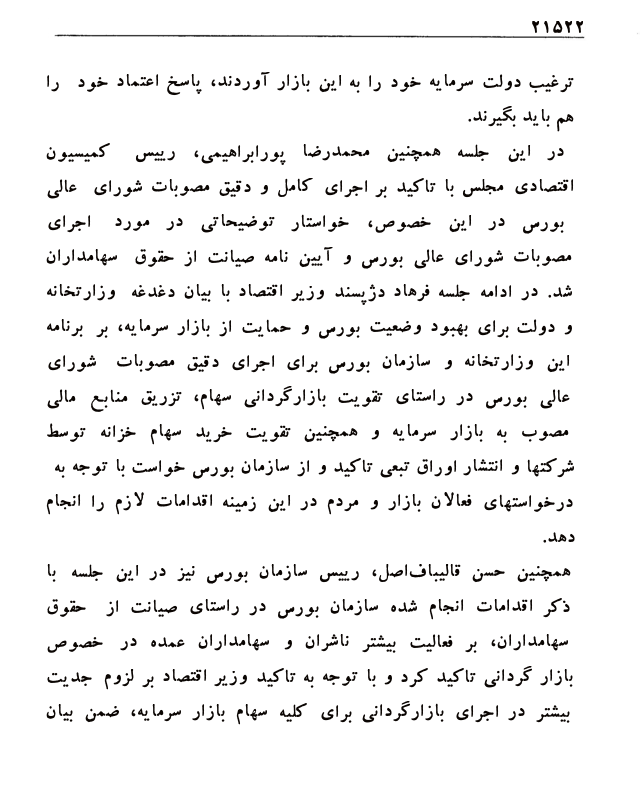 ۲۱۵۲۲
ترغیب دولت سرمایه خود را به این بازار آوردند، پاسخ اعتماد خود را
هم باید بگیرند.
در این جلسه همچنین محمدرضا پورابراهیمی، رییس کمیسیون
اقتصادی مجلس با تاکید بر اجرای کامل و دقیق مصوبات شورای عالی
بورس در این خصوص، خواستار توضیحاتی در مورد اجرای
مصوبات شورای عالی بورس و آیین نامه صیانت از حقوق سهامداران
شد. در ادامه جلسه فرهاد دژپسند وزیر اقتصاد با بیان دغدغه وزارتخانه
و دولت برای بهبود وضعیت بورس و حمایت از بازار سرمایه، بر برنامه
این وزارتخانه و سازمان بورس برای اجرای دقیق مصوبات شورای
عالی بورس در راستای تقویت بازارگردانی سهام، تزریق منابع مالی
مصوب به بازار سرمایه و همچنین تقویت خرید سهام خزانه توسط
شرکتها و انتشار اوراق تبعی تاکید و از سازمان بورس خواست با توجه به
درخواستهای فعالان بازار و مردم در این زمینه اقدامات لازم را انجام
دهد.
همچنین حسن قالیباف‌اصل، رییس سازمان بورس نیز در این جلسه با
ذکر اقدامات انجام شده سازمان بورس در راستای صیانت از حقوق
سهامداران، بر فعالیت بیشتر ناشران و سهامداران عمده در خصوص
بازار گردانی تاکید کرد و با توجه به تاکید وزیر اقتصاد بر لزوم جدیت
بیشتر در اجرای بازارگردانی برای کلیه سهام بازار سرمایه، ضمن بیان